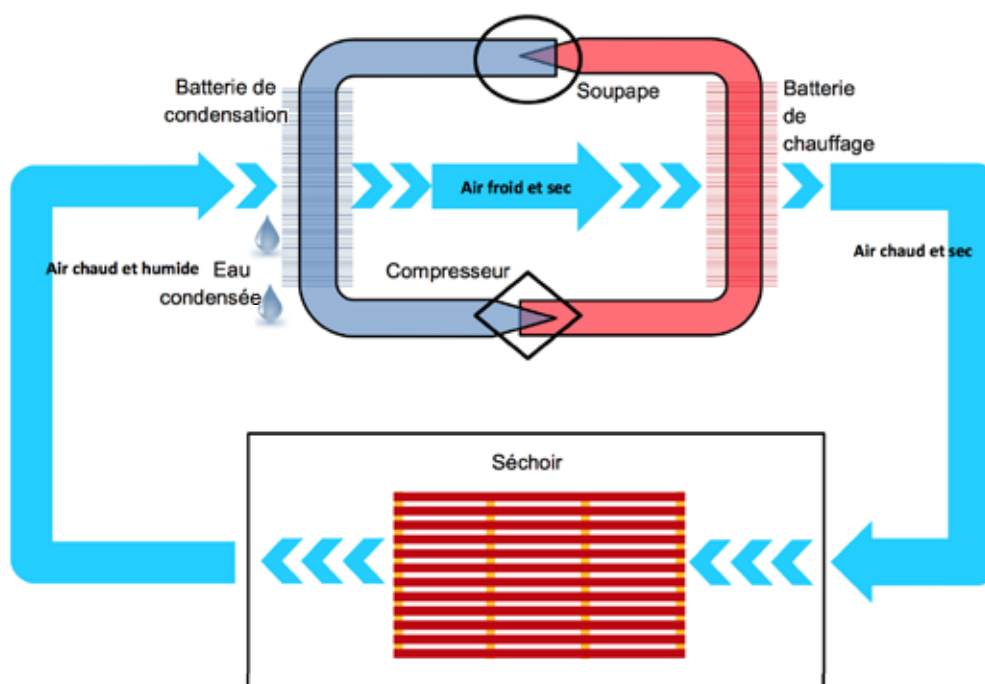 Batterie de
condensation
Soupape
Batterie
de
chauffage
Air froid et sec
Air chaud et humide
Eau
condensée
Compresseur
Air chaud et sec
Séchoir